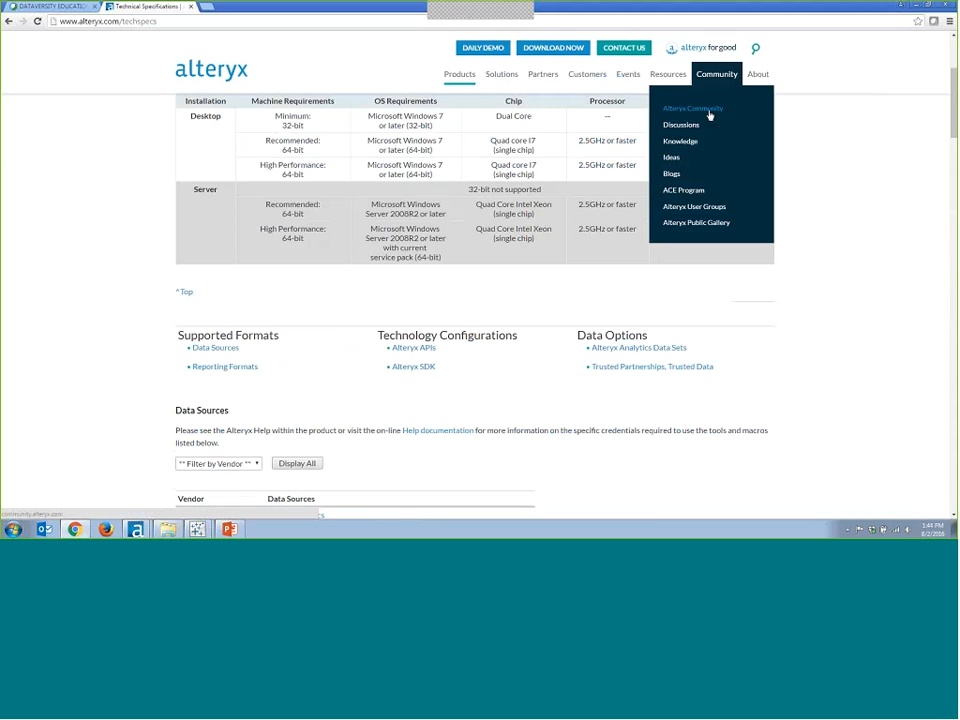 DATAVERSITY EDUCATIO
Technical Specifications
www.alteryx.com/techspecs
DAILY DEMO DOWNLOAD NOW CONTACT US alteryx for good
alteryx
Products Solutions Partners Customers Events Resources Community About
Alteryx Community
Discussions
Knowledge
Ideas
Blogs
ACE Program
Alteryx User Groups
Alteryx Public Gallery
Installation Machine Requirements OS Requirements Chip Processor
Desktop Minimum: Microsoft Windows 7 Dual Core --
32-bit or later (32-bit)
Recommended: Microsoft Windows 7 Quad core I7 2.5GHz or faster
64-bit or later (64-bit) (single chip)
High Performance: Microsoft Windows 7 Quad core I7 2.5GHz or faster
64-bit or later (64-bit) (single chip)
Server 32-bit not supported
Recommended: Microsoft Windows Quad Core Intel Xeon 2.5GHz or faster
64-bit Server 2008R2 or later (single chip)
High Performance: Microsoft Windows Quad Core Intel Xeon 2.5GHz or faster
64-bit Server 2008R2 or later (single chip)
with current
service pack (64-bit)
^Top
Supported Formats Technology Configurations Data Options
• Data Sources • Alteryx APIs • Alteryx Analytics Data Sets
• Reporting Formats • Alteryx SDK • Trusted Partnerships, Trusted Data
Data Sources
Please see the Alteryx Help within the product or visit the on-line Help documentation for more information on the specific credentials required to use the tools and macros
listed below.
** Filter by Vendor ** Display All
Vendor Data Sources
community.alteryx.com
1:44 PM
8/2/2016